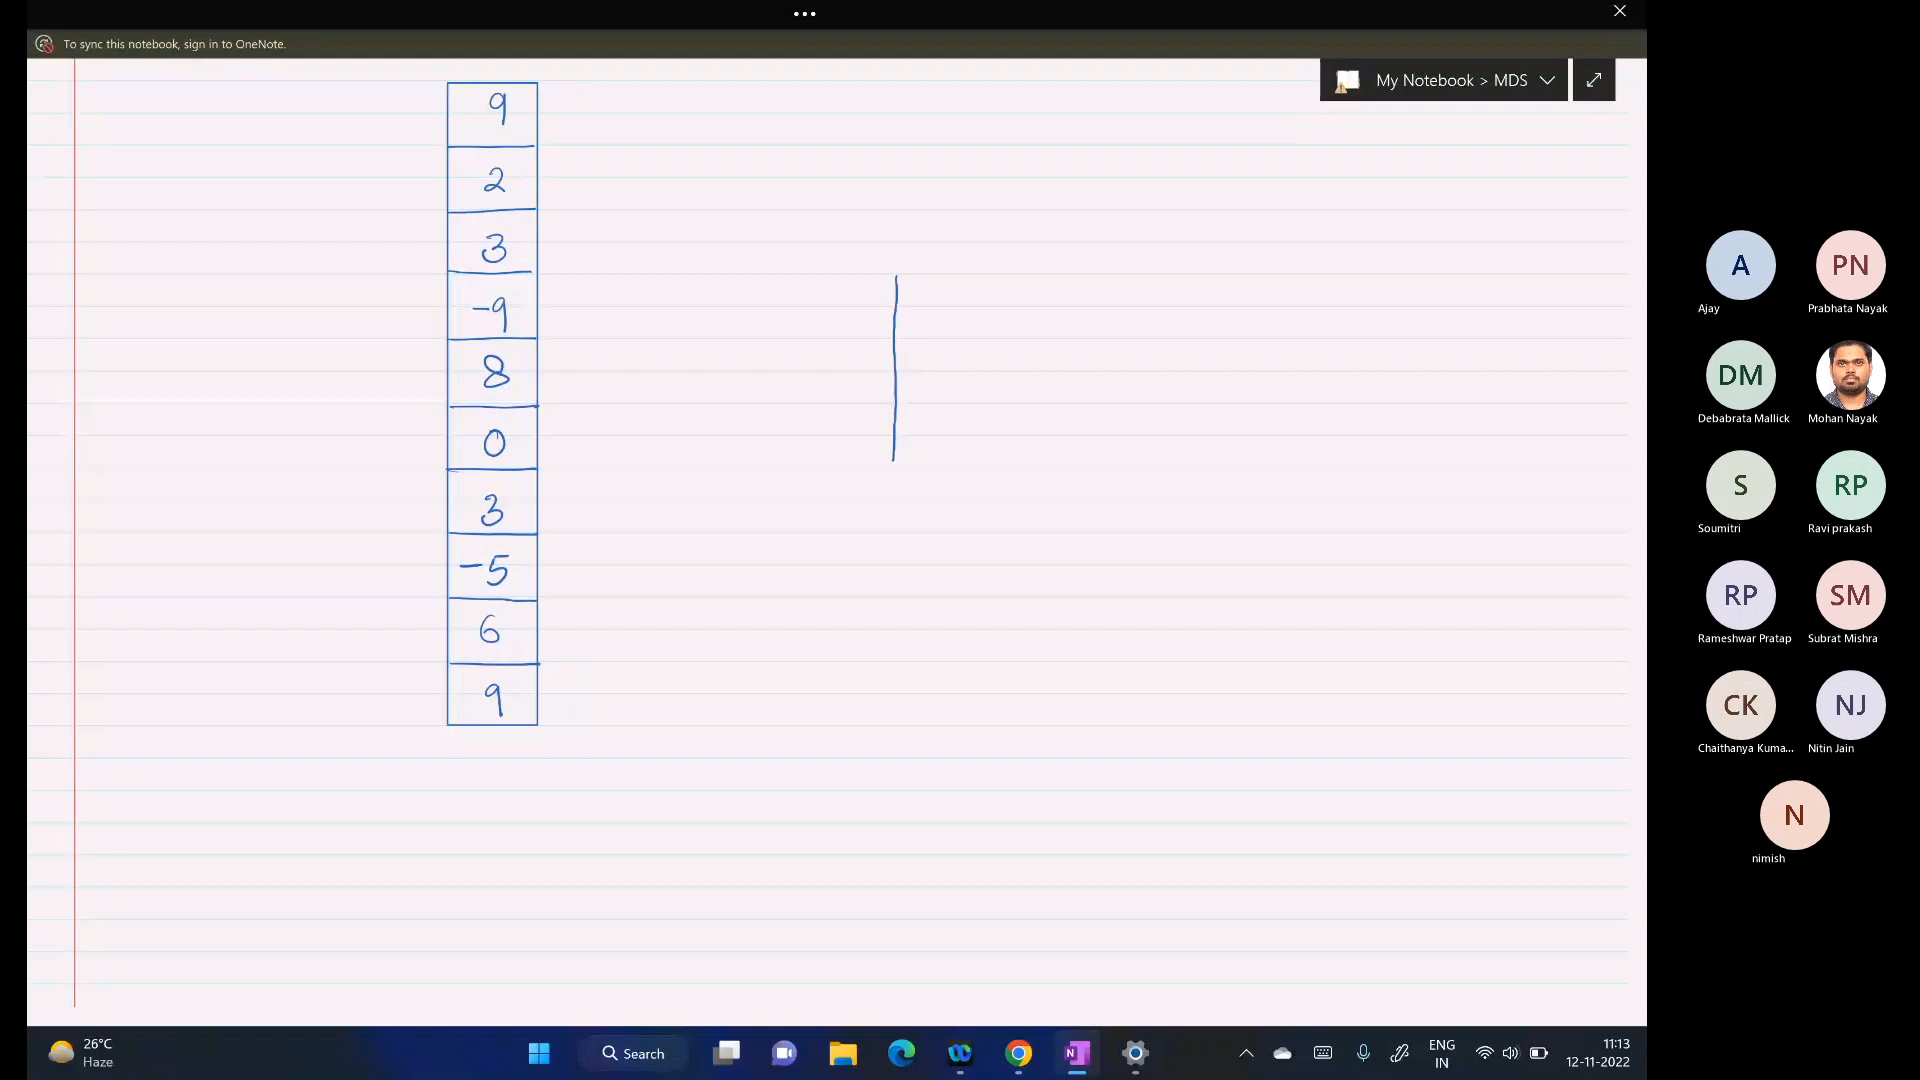 To sync this notebook, sign in to OneNote.
My Notebook > MDS
9
2
3
-9
8
0
3
-5
6
9
A
PN
Ajay
Prabhata Nayak
DM
Debabrata Mallick
Mohan Nayak
S
RP
Soumitri
Ravi prakash
RP
SM
Rameshwar Pratap
Subrat Mishra
CK
NJ
Chaithanya Kuma...
Nitin Jain
N
nimish
26°C
Haze
Search
ENG
IN
11:13
12-11-2022